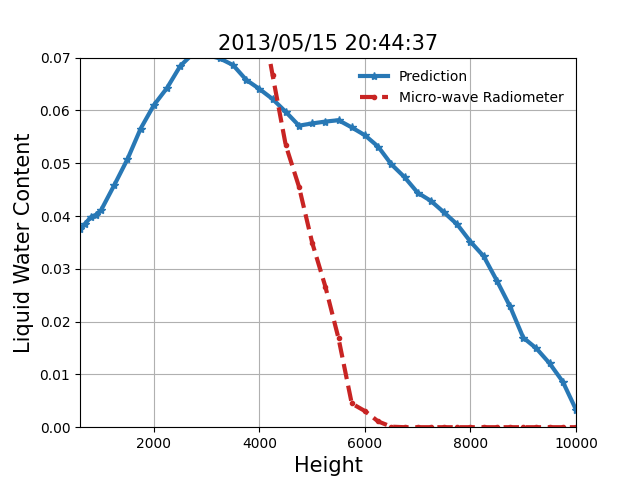 2013/05/15 20:44:37
Prediction
Micro-wave Radiometer
0.07
0.06
0.05
0.04
0.03
0.02
0.01
0.00
Liquid Water Content
2000 4000 6000 8000 10000
Height